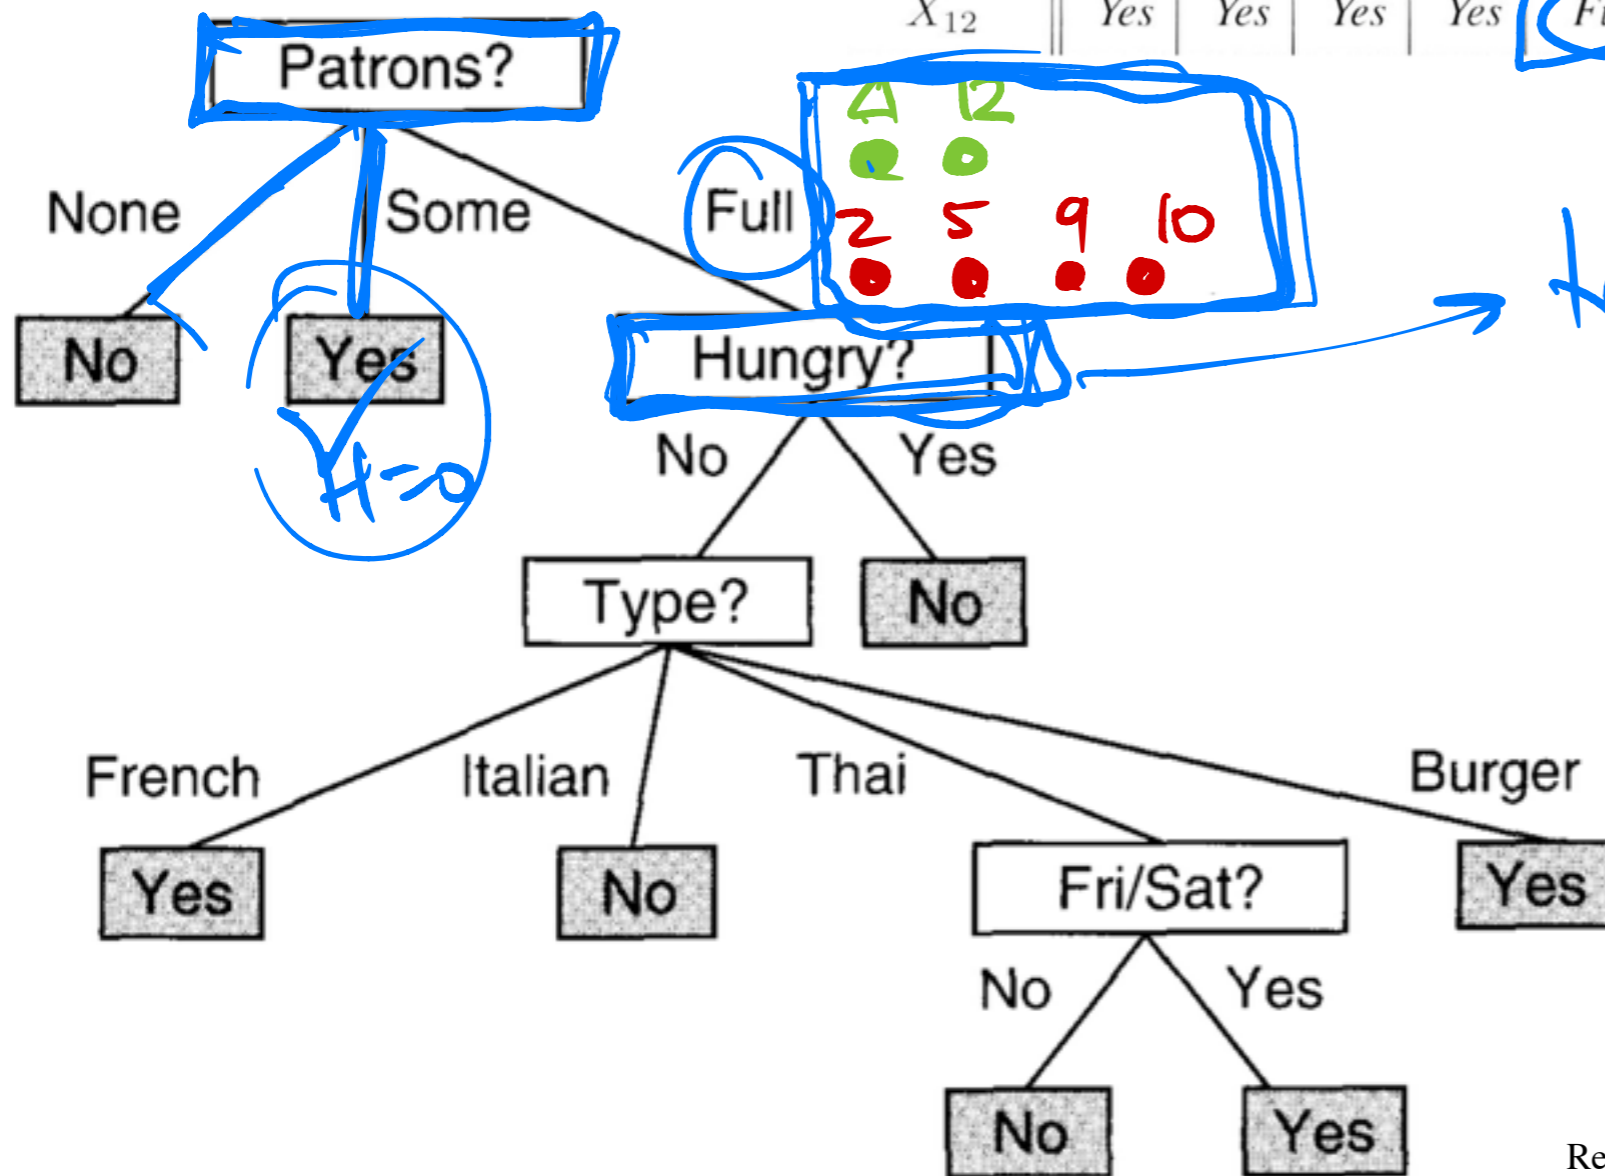 X12 Yes Yes Yes Yes
Patrons?
4 12
None Some Full
2 5 9 10
No Yes Hungry?
H=0
No Yes
Type? No
French Italian Thai Burger
Yes No Fri/Sat? Yes
No Yes
No Yes